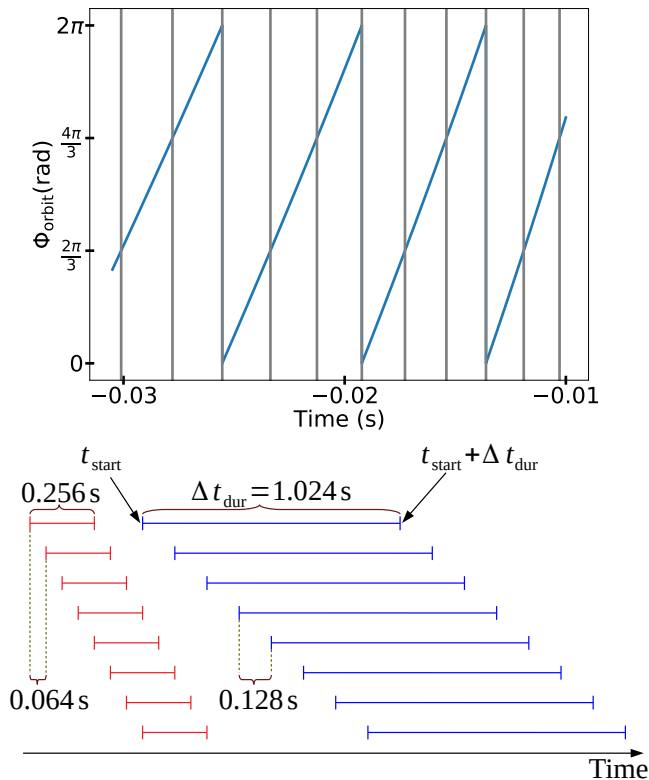 2π
4π/3
2π/3
0
Φorbit(rad)
−0.03 −0.02 −0.01
Time (s)
tstart
tstart+Δ tdur
0.256 s
Δ tdur=1.024 s
0.064 s
0.128 s
Time